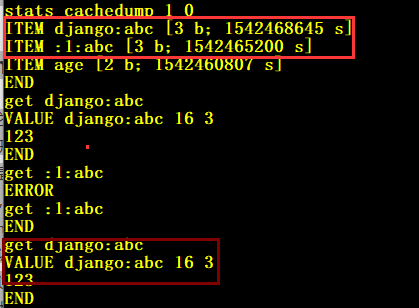 stats cachedump 1 0
ITEM django:abc [3 b; 1542468645 s]
ITEM :1:abc [3 b; 1542465200 s]
ITEM age [2 b; 1542460807 s]
END
get django:abc
VALUE django:abc 16 3
123
END
get :1:abc
ERROR
get :1:abc
END
get django:abc
VALUE django:abc 16 3
123
END